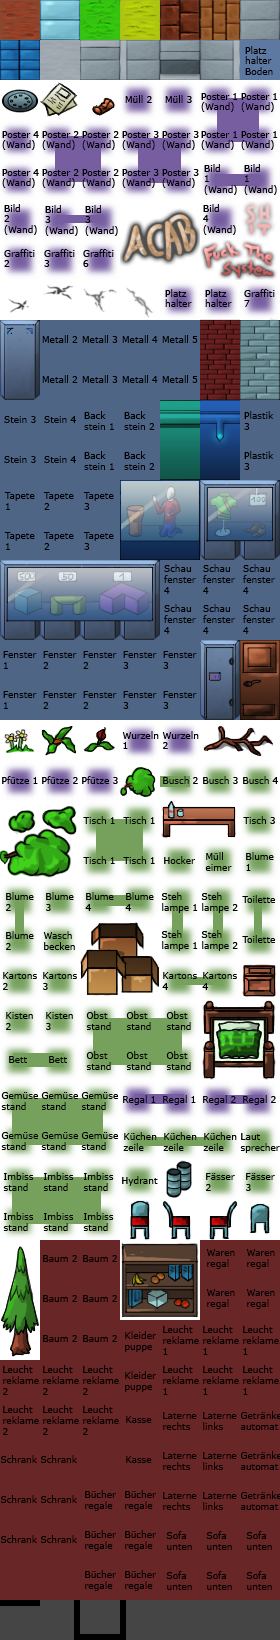 Platz
halter
Boden
Müll 2 Müll 3 Poster 1 Poster 1
(Wand) (Wand)
Poster 4 Poster 2 Poster 2 Poster 3 Poster 3 Poster 1 Poster 1
(Wand) (Wand) (Wand) (Wand) (Wand) (Wand) (Wand)
Poster 4 Poster 2 Poster 2 Poster 3 Poster 3 Bild 1 Bild 1
(Wand) (Wand) (Wand) (Wand) (Wand) (Wand) (Wand)
Bild 2 (Wand) Bild 3 (Wand) Bild 3 (Wand) ACAB Bild 4 (Wand) SH IT
Graffiti 2 Graffiti 3 Graffiti 6 Fuck The System
Platz halter Platz halter Graffiti 7
Metall 2 Metall 3 Metall 4 Metall 5
Metall 2 Metall 3 Metall 4 Metall 5
Stein 3 Stein 4 Back stein 1 Back stein 2 Plastik 3
Stein 3 Stein 4 Back stein 1 Back stein 2 Plastik 3
Tapete 1 Tapete 2 Tapete 3 100
Tapete 1 Tapete 2 Tapete 3
500 50 1 Schau fenster 4 Schau fenster 4 Schau fenster 4
Schau fenster 4 Schau fenster 4 Schau fenster 4
Fenster 1 Fenster 2 Fenster 2 Fenster 3 Fenster 3
Fenster 1 Fenster 2 Fenster 2 Fenster 3 Fenster 3
Wurzeln 1 Wurzeln 2
Pfütze 1 Pfütze 2 Pfütze 3 Busch 2 Busch 3 Busch 4
Tisch 1 Tisch 1 Tisch 3
Tisch 1 Tisch 1 Hocker Müll eimer Blume 1
Blume 2 Blume 3 Blume 4 Blume 4 Steh lampe 1 Steh lampe 2 Toilette
Blume 2 Wasch becken Steh lampe 1 Steh lampe 2 Toilette
Kartons 2 Kartons 3 Kartons 4 Kartons 4
Kisten 2 Kisten 3 Obst stand Obst stand Obst stand
Bett Bett Obst stand Obst stand Obst stand
Gemüse stand Gemüse stand Gemüse stand Regal 1 Regal 1 Regal 2 Regal 2
Gemüse stand Gemüse stand Gemüse stand Küchen zeile Küchen zeile Küchen zeile Laut sprecher
Imbiss stand Imbiss stand Imbiss stand Hydrant Fässer 2 Fässer 3
Imbiss stand Imbiss stand Imbiss stand
Baum 2 Baum 2 Waren regal Waren regal
Baum 2 Baum 2 Waren regal Waren regal
Baum 2 Baum 2 Kleider puppe Leucht reklame 1 Leucht reklame 1 Leucht reklame 1
Leucht reklame 2 Leucht reklame 2 Leucht reklame 2 Kleider puppe Leucht reklame 1 Leucht reklame 1 Leucht reklame 1
Leucht reklame 2 Leucht reklame 2 Leucht reklame 2 Kasse Laterne rechts Laterne links Getränke automat
Schrank Schrank Kasse Laterne rechts Laterne links Getränke automat
Schrank Schrank Bücher regale Bücher regale Laterne rechts Laterne links Getränke automat
Schrank Schrank Bücher regale Bücher regale Sofa unten Sofa unten Sofa unten
Bücher regale Bücher regale Sofa unten Sofa unten Sofa unten